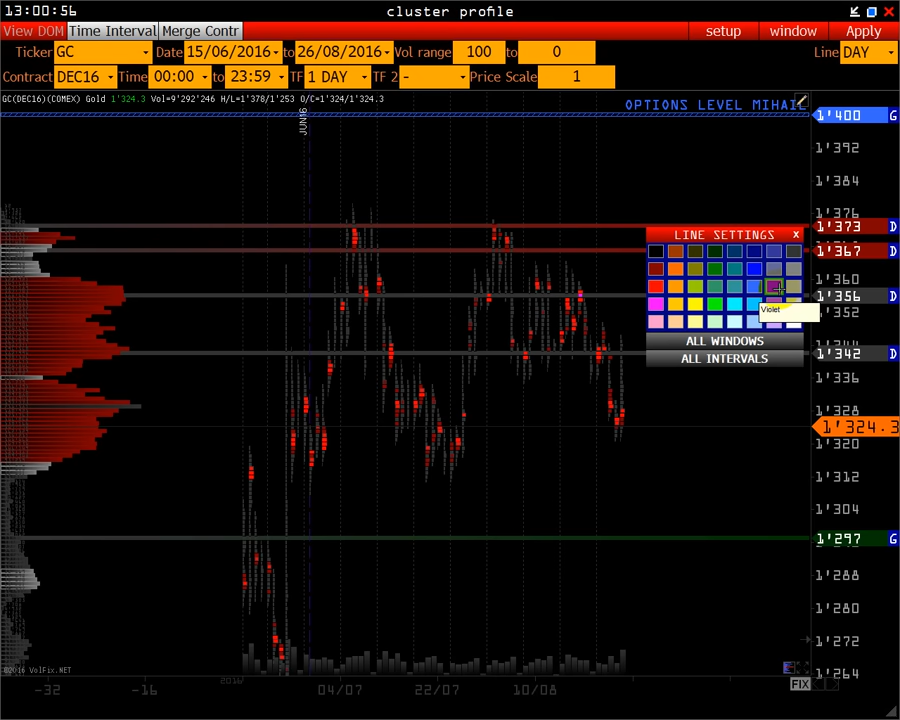 13:00:56 cluster profile
View DOM Time Interval Merge Contr setup window Apply
Ticker GC Date 15/06/2016 to 26/08/2016 Vol range 100 to 0 Line DAY
Contract DEC16 Time 00:00 to 23:59 TF 1 DAY TF 2 - Price Scale 1
GC(DEC16)(COMEX) Gold 1'324.3 Vol=9'292'246 H/L=1'378/1'253 O/C=1'324/1'324.3
OPTIONS LEVEL MIHAIL
JUN16
1'400 G
1'392
1'384
1'376
1'373 D
LINE SETTINGS x
1'367 D
1'360
1'356 D
Violet
1'352
ALL WINDOWS
1'342 D
ALL INTERVALS
1'336
1'328
1'324.3
1'320
1'312
1'304
1'297 G
1'288
1'280
1'272
©2016 VolFix.NET
1'264
-32 -16 2016 04/07 22/07 10/08 FIX